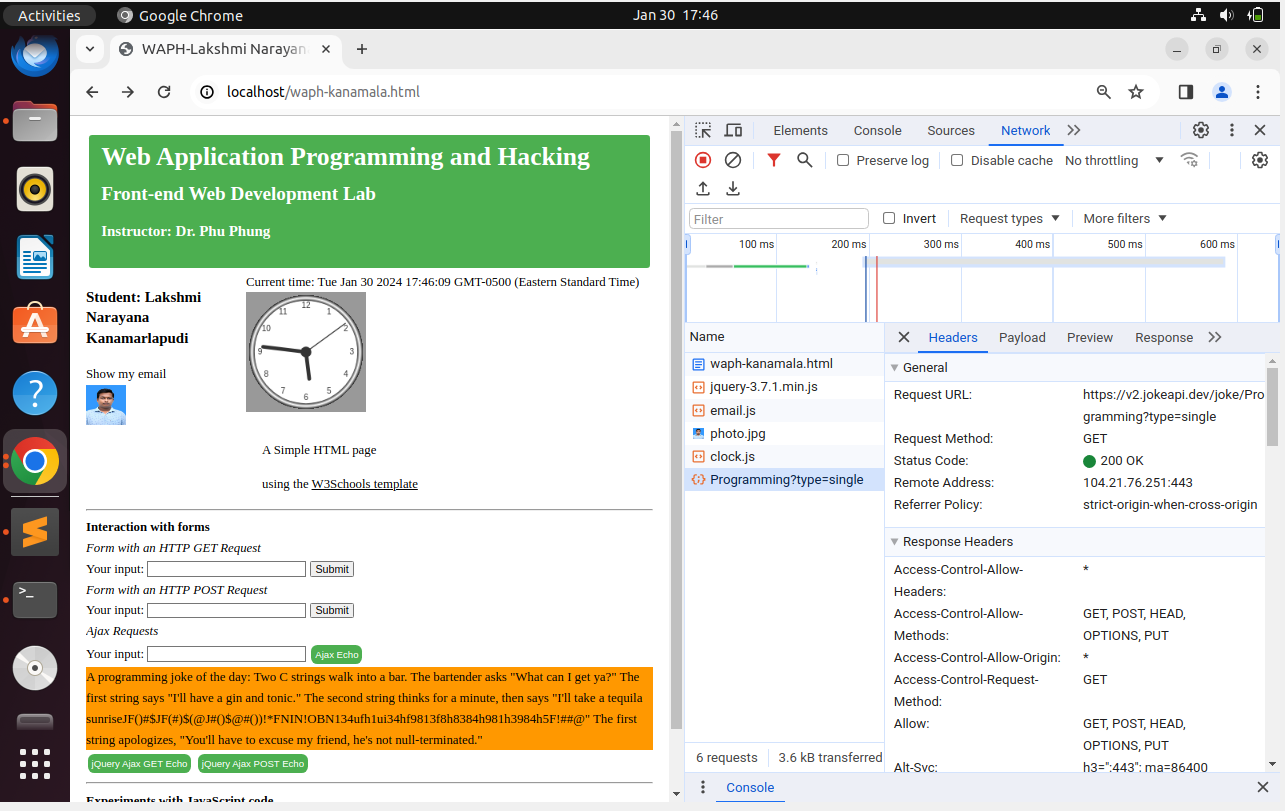 Activities
Google Chrome
Jan 30 17:46
WAPH-Lakshmi Narayan
localhost/waph-kanamala.html
Web Application Programming and Hacking
Front-end Web Development Lab
Instructor: Dr. Phu Phung
Student: Lakshmi
Narayana
Kanamarlapudi
Show my email
Current time: Tue Jan 30 2024 17:46:09 GMT-0500 (Eastern Standard Time)
12
1
2
3
4
5
6
7
8
9
10
11
A Simple HTML page
using the W3Schools template
Interaction with forms
Form with an HTTP GET Request
Your input: Submit
Form with an HTTP POST Request
Your input: Submit
Ajax Requests
Your input: Ajax Echo
A programming joke of the day: Two C strings walk into a bar. The bartender asks "What can I get ya?" The
first string says "I'll have a gin and tonic." The second string thinks for a minute, then says "I'll take a tequila
sunriseJF()#$JF(#)$(@J#()$@#())!*FNIN!OBN134ufh1ui34hf9813f8h8384h981h3984h5F!##@" The first
string apologizes, "You'll have to excuse my friend, he's not null-terminated."
jQuery Ajax GET Echo jQuery Ajax POST Echo
Experiments with JavaScript code
Elements Console Sources Network
Preserve log Disable cache No throttling
Filter Invert Request types More filters
100 ms 200 ms 300 ms 400 ms 500 ms 600 ms
Name
waph-kanamala.html
jquery-3.7.1.min.js
email.js
photo.jpg
clock.js
Programming?type=single
6 requests 3.6 kB transferred
Headers Payload Preview Response
General
Request URL: https://v2.jokeapi.dev/joke/Pro
gramming?type=single
Request Method: GET
Status Code: 200 OK
Remote Address: 104.21.76.251:443
Referrer Policy: strict-origin-when-cross-origin
Response Headers
Access-Control-Allow- *
Headers:
Access-Control-Allow- GET, POST, HEAD,
Methods: OPTIONS, PUT
Access-Control-Allow-Origin: *
Access-Control-Request- GET
Method:
Allow: GET, POST, HEAD,
OPTIONS, PUT
Alt-Svc: h3=":443"; ma=86400
Console